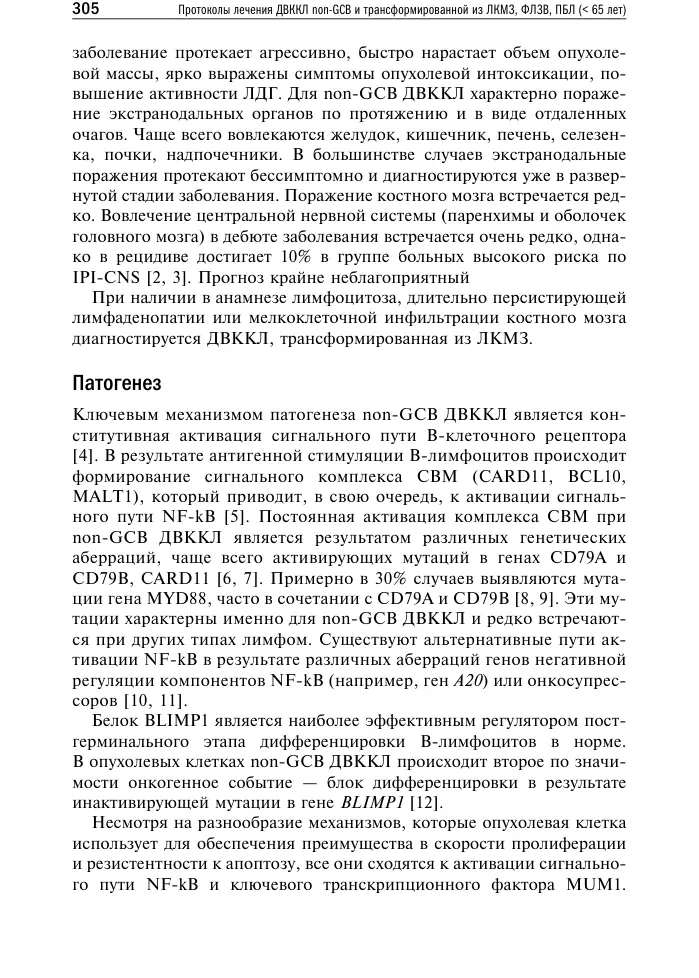 305 Протоколы лечения ДВККЛ non-GCB и трансформированной из ЛКМЗ, ФЛЗВ, ПБЛ (< 65 лет)
заболевание протекает агрессивно, быстро нарастает объем опухоле-
вой массы, ярко выражены симптомы опухолевой интоксикации, по-
вышение активности ЛДГ. Для non-GCB ДВККЛ характерно пораже-
ние экстранодальных органов по протяжению и в виде отдаленных
очагов. Чаще всего вовлекаются желудок, кишечник, печень, селезен-
ка, почки, надпочечники. В большинстве случаев экстранодальные
поражения протекают бессимптомно и диагностируются уже в развер-
нутой стадии заболевания. Поражение костного мозга встречается ред-
ко. Вовлечение центральной нервной системы (паренхимы и оболочек
головного мозга) в дебюте заболевания встречается очень редко, одна-
ко в рецидиве достигает 10% в группе больных высокого риска по
IPI-CNS [2, 3]. Прогноз крайне неблагоприятный
При наличии в анамнезе лимфоцитоза, длительно персистирующей
лимфаденопатии или мелкоклеточной инфильтрации костного мозга
диагностируется ДВККЛ, трансформированная из ЛКМЗ.
Патогенез
Ключевым механизмом патогенеза non-GCB ДВККЛ является кон-
ститутивная активация сигнального пути В-клеточного рецептора
[4]. В результате антигенной стимуляции В-лимфоцитов происходит
формирование сигнального комплекса CBM (CARD11, BCL10,
MALT1), который приводит, в свою очередь, к активации сигналь-
ного пути NF-kB [5]. Постоянная активация комплекса CBM при
non-GCB ДВККЛ является результатом различных генетических
аберраций, чаще всего активирующих мутаций в генах CD79A и
CD79B, CARD11 [6, 7]. Примерно в 30% случаев выявляются мута-
ции гена MYD88, часто в сочетании с CD79A и CD79B [8, 9]. Эти му-
тации характерны именно для non-GCB ДВККЛ и редко встречают-
ся при других типах лимфом. Существуют альтернативные пути ак-
тивации NF-kB в результате различных аберраций генов негативной
регуляции компонентов NF-kB (например, ген A20) или онкосупрес-
соров [10, 11].
Белок BLIMP1 является наиболее эффективным регулятором пост-
герминального этапа дифференцировки В-лимфоцитов в норме.
В опухолевых клетках non-GCB ДВККЛ происходит второе по значи-
мости онкогенное событие — блок дифференцировки в результате
инактивирующей мутации в гене BLIMP1 [12].
Несмотря на разнообразие механизмов, которые опухолевая клетка
использует для обеспечения преимущества в скорости пролиферации
и резистентности к апоптозу, все они сходятся к активации сигнально-
го пути NF-kB и ключевого транскрипционного фактора MUM1.